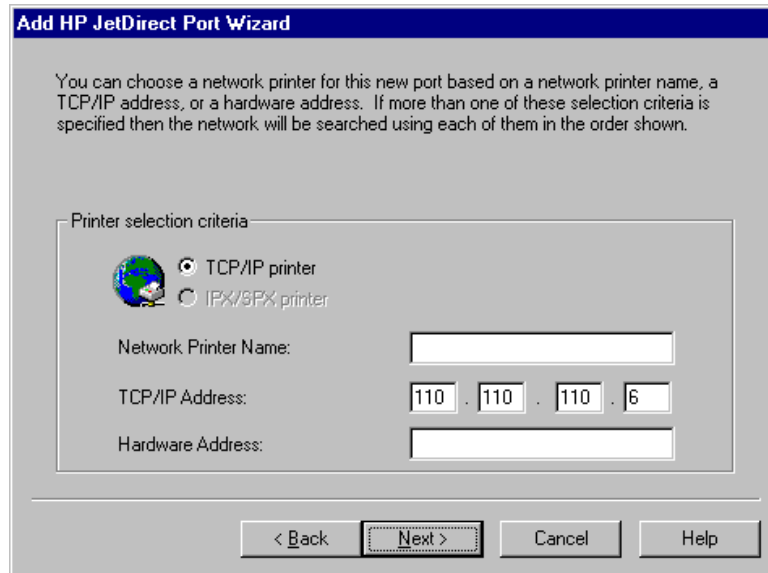 Add HP JetDirect Port Wizard
You can choose a network printer for this new port based on a network printer name, a
TCP/IP address, or a hardware address. If more than one of these selection criteria is
specified then the network will be searched using each of them in the order shown.
Printer selection criteria
TCP/IP printer
IPX/SPX printer
Network Printer Name:
TCP/IP Address: 110 . 110 . 110 . 6
Hardware Address:
< Back Next > Cancel Help